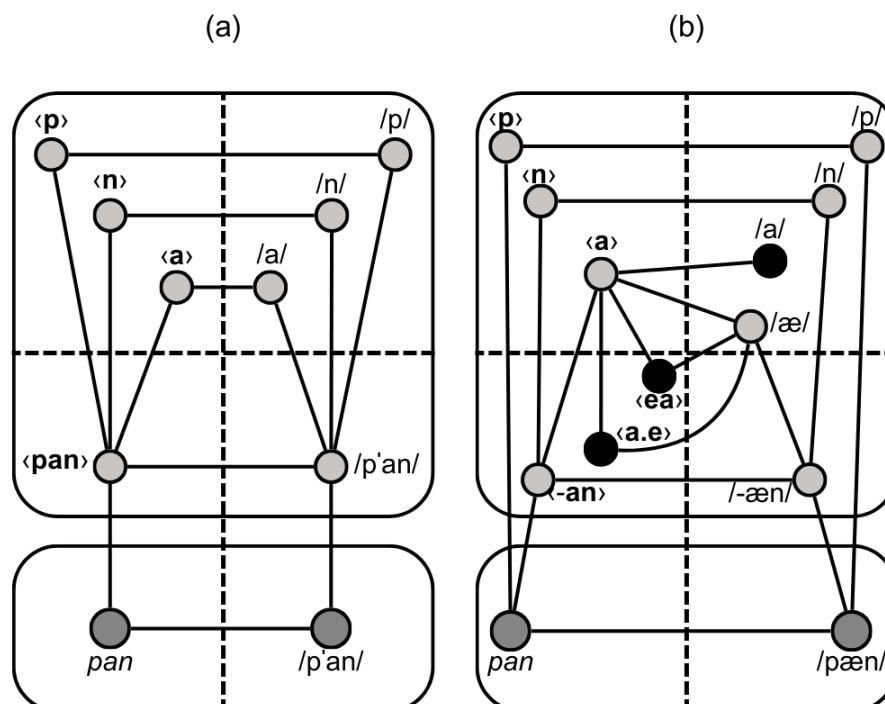 (a)
(b)
‹p›
/p/
‹n›
/n/
‹a›
/a/
‹pan›
/pˈan/
pan
/pˈan/
‹p›
/p/
‹n›
/n/
‹a›
/a/
/æ/
‹ea›
‹a.e›
‹-an›
/-æn/
pan
/pæn/